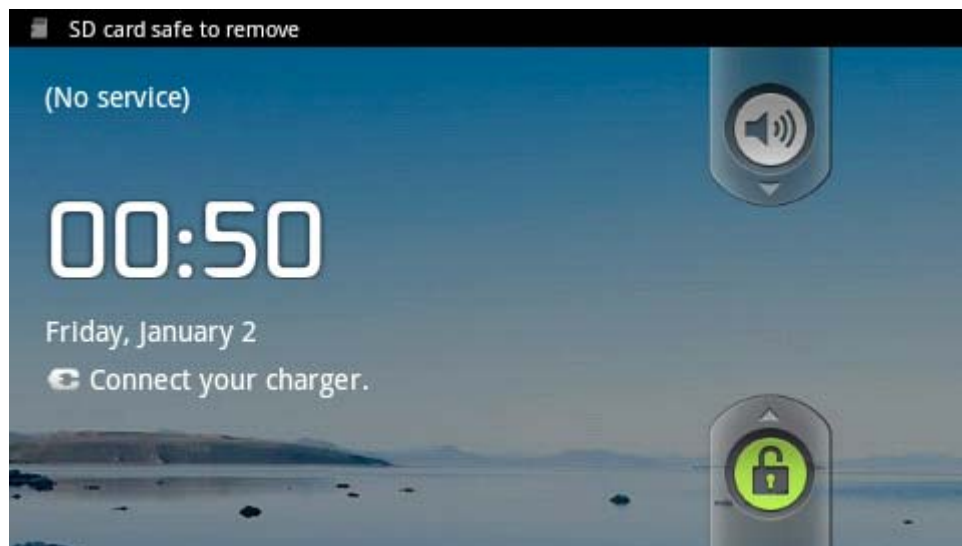 SD card safe to remove
(No service)
00:50
Friday, January 2
Connect your charger.